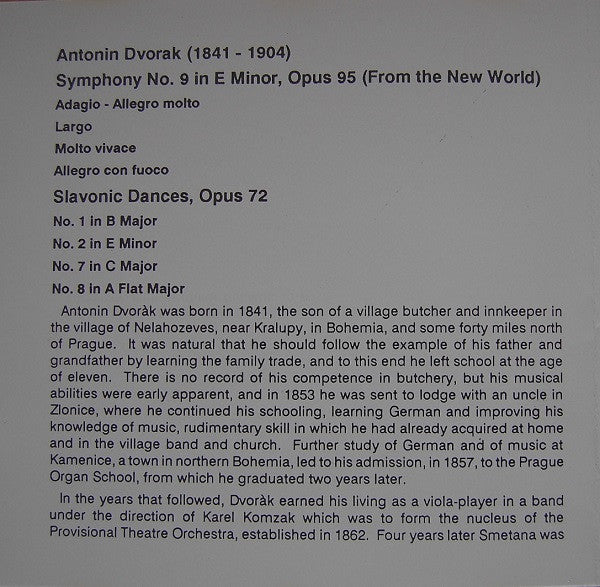 Antonin Dvorak (1841 - 1904)
Symphony No. 9 in E Minor, Opus 95 (From the New World)
Adagio - Allegro molto
Largo
Molto vivace
Allegro con fuoco
Slavonic Dances, Opus 72
No. 1 in B Major
No. 2 in E Minor
No. 7 in C Major
No. 8 in A Flat Major
Antonin Dvoràk was born in 1841, the son of a village butcher and innkeeper in
the village of Nelahozeves, near Kralupy, in Bohemia, and some forty miles north
of Prague. It was natural that he should follow the example of his father and
grandfather by learning the family trade, and to this end he left school at the age
of eleven. There is no record of his competence in butchery, but his musical
abilities were early apparent, and in 1853 he was sent to lodge with an uncle in
Zlonice, where he continued his schooling, learning German and improving his
knowledge of music, rudimentary skill in which he had already acquired at home
and in the village band and church. Further study of German and of music at
Kamenice, a town in northern Bohemia, led to his admission, in 1857, to the Prague
Organ School, from which he graduated two years later.
In the years that followed, Dvoràk earned his living as a viola-player in a band
under the direction of Karel Komzak which was to form the nucleus of the
Provisional Theatre Orchestra, established in 1862. Four years later Smetana was